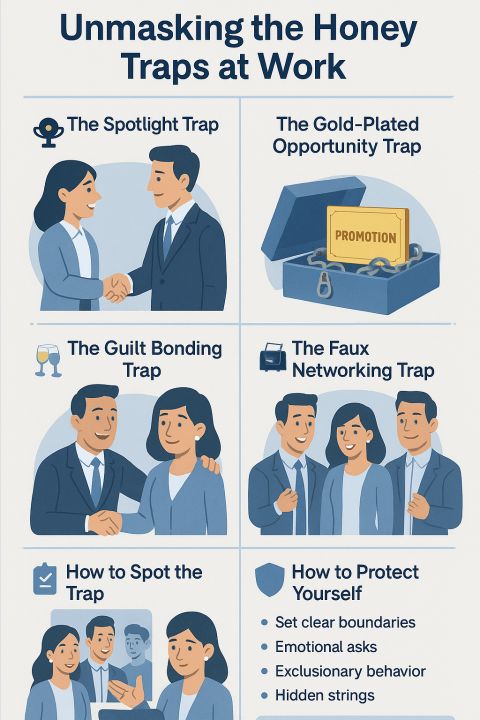 Unmasking the Honey
Traps at Work
The Spotlight Trap
The Gold-Plated
Opportunity Trap
PROMOTION
The Guilt Bonding
Trap
The Faux
Networking Trap
How to Spot the
Trap
How to Protect
Yourself
• Set clear boundaries
• Emotional asks
• Exclusionary behavior
• Hidden strings